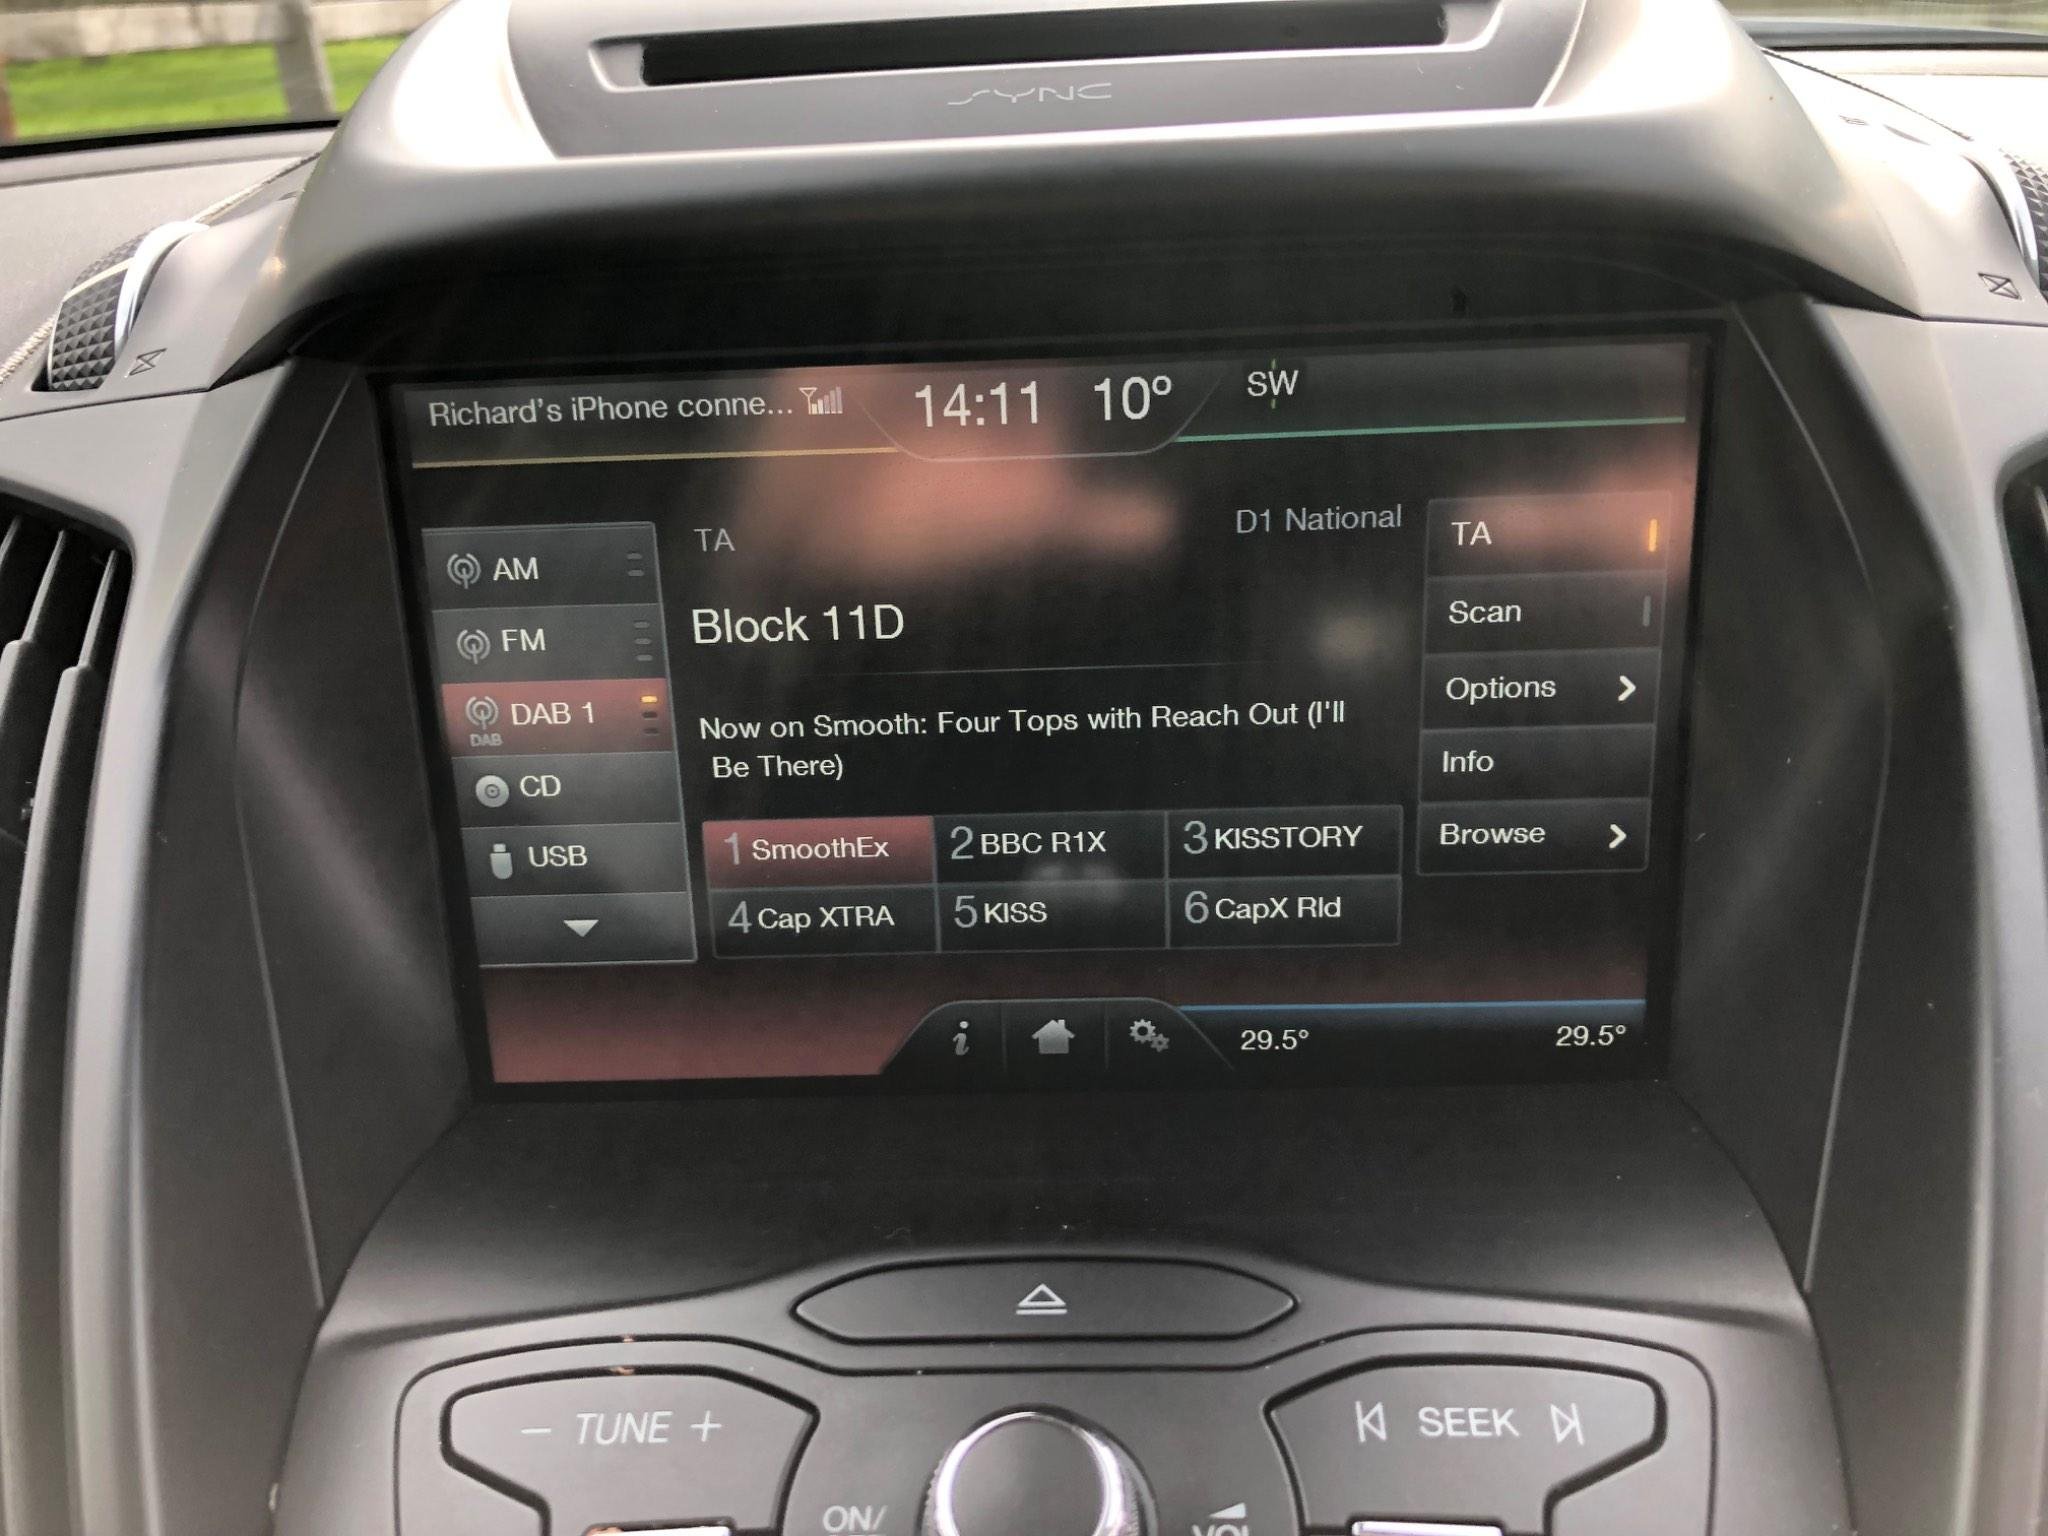 SYNC
Richard's iPhone conne...
14:11 10°
SW
AM
FM
DAB 1
DAB
CD
USB
TA
D1 National
Block 11D
Now on Smooth: Four Tops with Reach Out (I'll
Be There)
1 SmoothEx
2 BBC R1X
3 KISSTORY
4 Cap XTRA
5 KISS
6 CapX Rld
TA
Scan
Options
Info
Browse
i
29.5°
29.5°
− TUNE +
SEEK
ON/
VOL